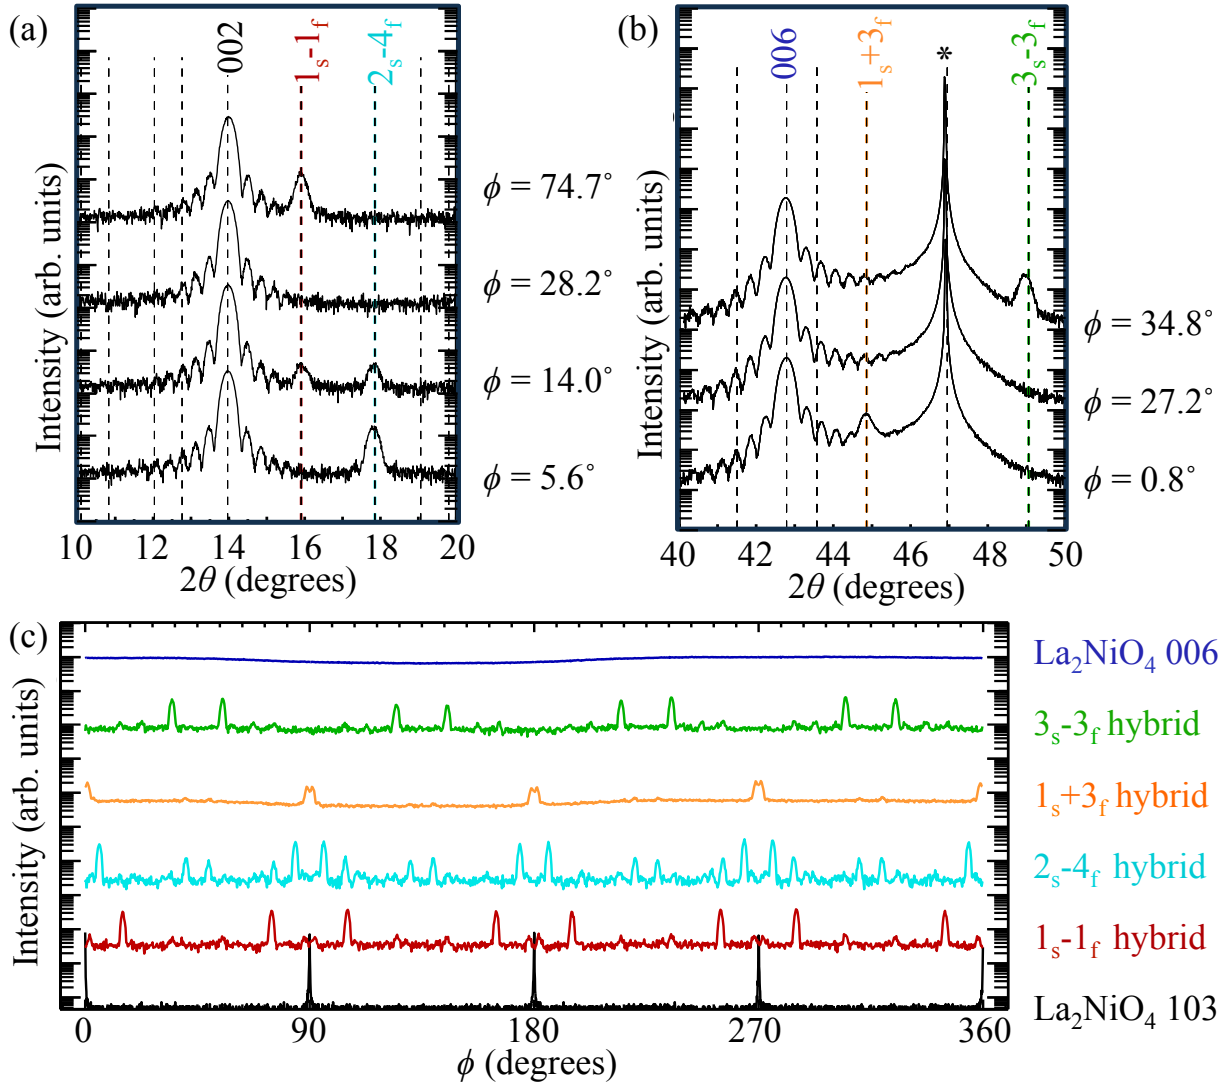 (a)
002
1s-1f
2s-4f
Intensity (arb. units)
ϕ = 74.7°
ϕ = 28.2°
ϕ = 14.0°
ϕ = 5.6°
10 12 14 16 18 20
2θ (degrees)
(b)
006
1s+3f
*
3s-3f
Intensity (arb. units)
ϕ = 34.8°
ϕ = 27.2°
ϕ = 0.8°
40 42 44 46 48 50
2θ (degrees)
(c)
Intensity (arb. units)
La2NiO4 006
3s-3f hybrid
1s+3f hybrid
2s-4f hybrid
1s-1f hybrid
La2NiO4 103
0 90 180 270 360
ϕ (degrees)